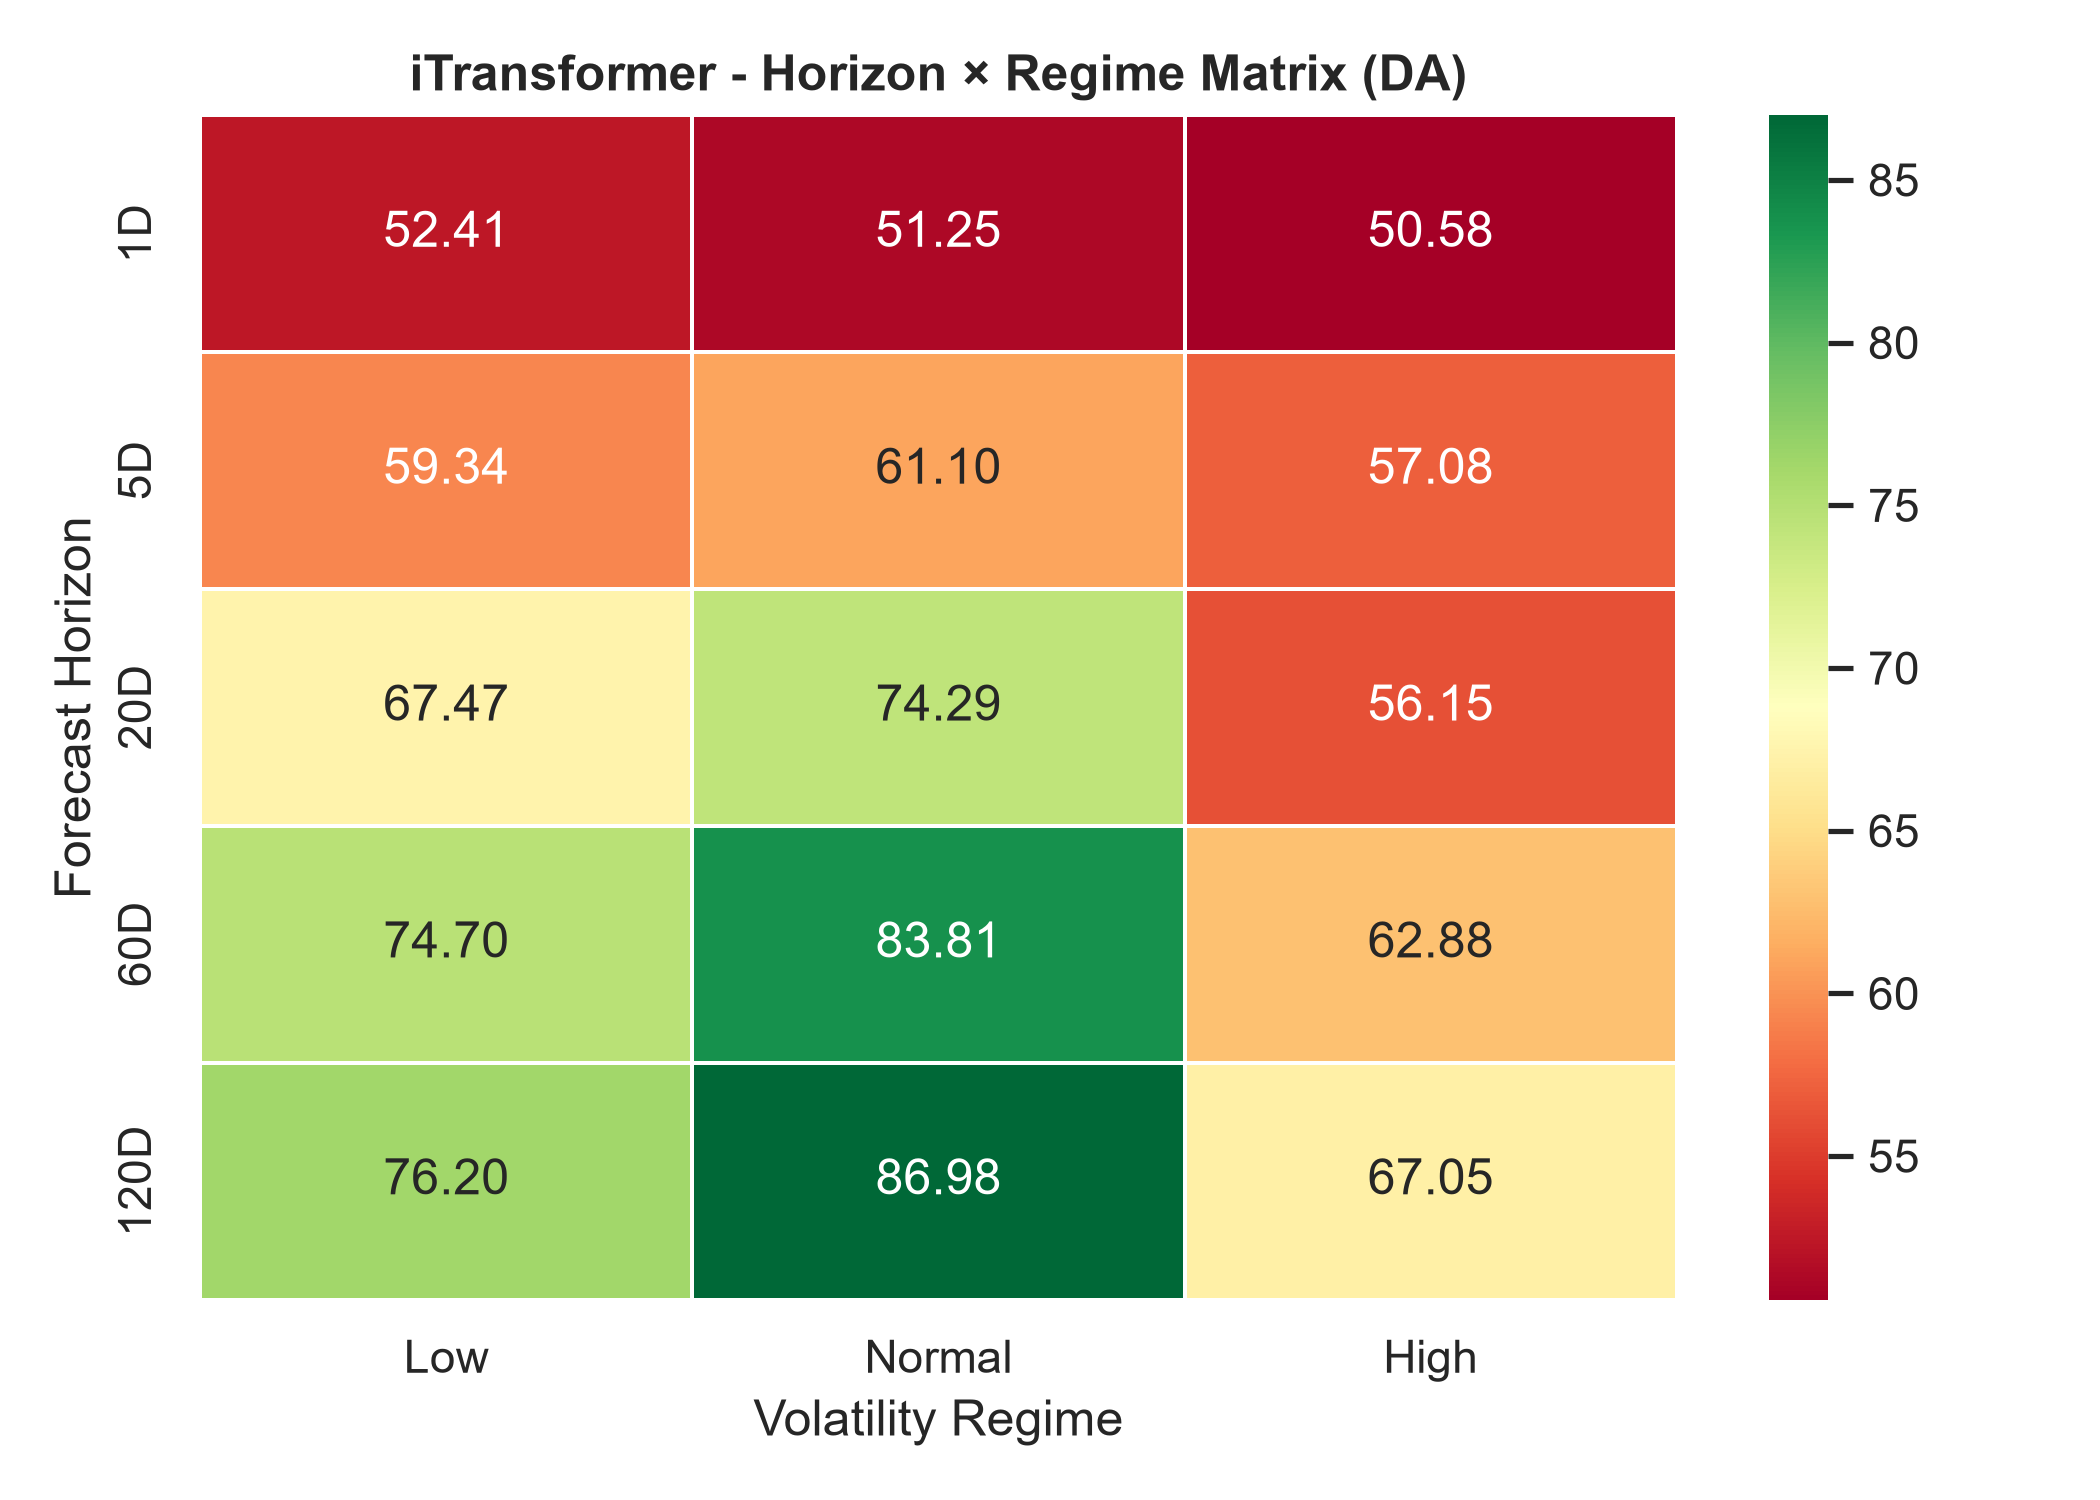 iTransformer - Horizon × Regime Matrix (DA)
Forecast Horizon
1D 52.41 51.25 50.58
5D 59.34 61.10 57.08
20D 67.47 74.29 56.15
60D 74.70 83.81 62.88
120D 76.20 86.98 67.05
Low Normal High
Volatility Regime
85
80
75
70
65
60
55